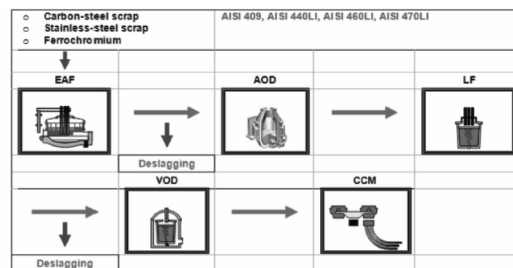 o Carbon-steel scrap
o Stainless-steel scrap
o Ferrochromium
AISI 409, AISI 440LI, AISI 460LI, AISI 470LI
EAF
AOD
LF
Deslagging
VOD
CCM
Deslagging